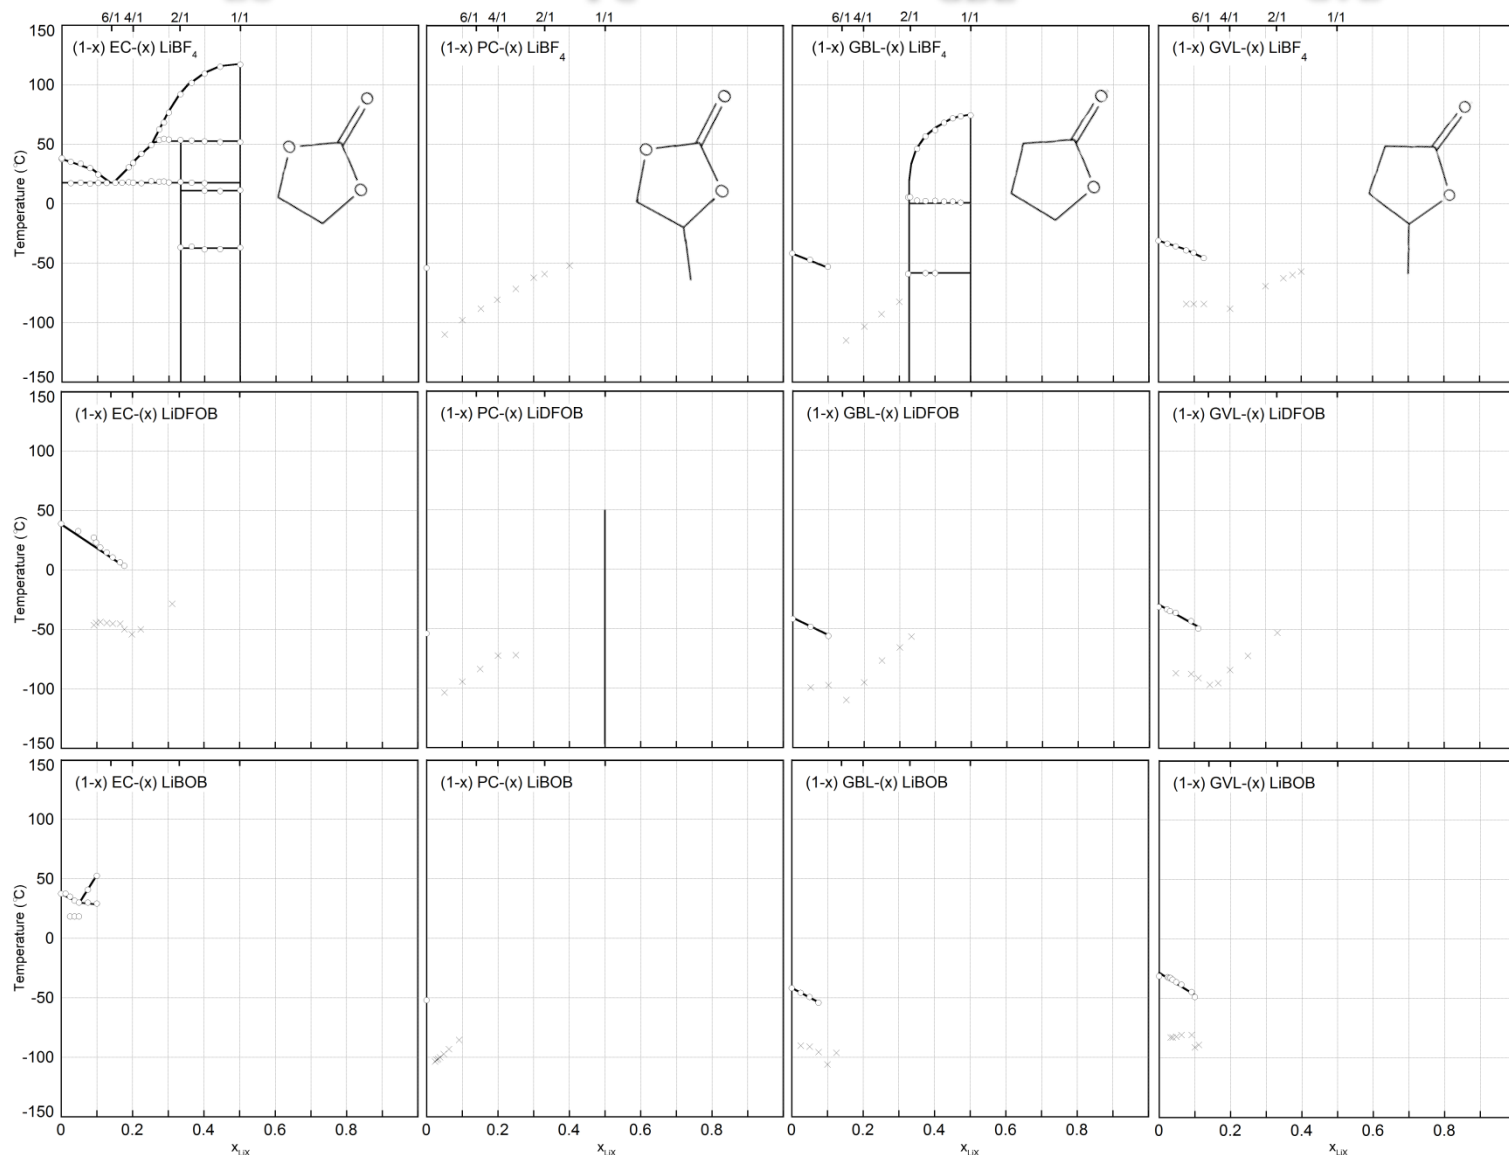 6/1 4/1 2/1 1/1
6/1 4/1 2/1 1/1
6/1 4/1 2/1 1/1
6/1 4/1 2/1 1/1
(1-x) EC-(x) LiBF4
(1-x) PC-(x) LiBF4
(1-x) GBL-(x) LiBF4
(1-x) GVL-(x) LiBF4
150
100
50
0
-50
-100
-150
Temperature (°C)
O
O
O
O
O
O
O
O
O
O
(1-x) EC-(x) LiDFOB
(1-x) PC-(x) LiDFOB
(1-x) GBL-(x) LiDFOB
(1-x) GVL-(x) LiDFOB
150
100
50
0
-50
-100
-150
Temperature (°C)
(1-x) EC-(x) LiBOB
(1-x) PC-(x) LiBOB
(1-x) GBL-(x) LiBOB
(1-x) GVL-(x) LiBOB
150
100
50
0
-50
-100
-150
Temperature (°C)
0 0.2 0.4 0.6 0.8
0 0.2 0.4 0.6 0.8
0 0.2 0.4 0.6 0.8
0 0.2 0.4 0.6 0.8
xLiX
xLiX
xLiX
xLiX